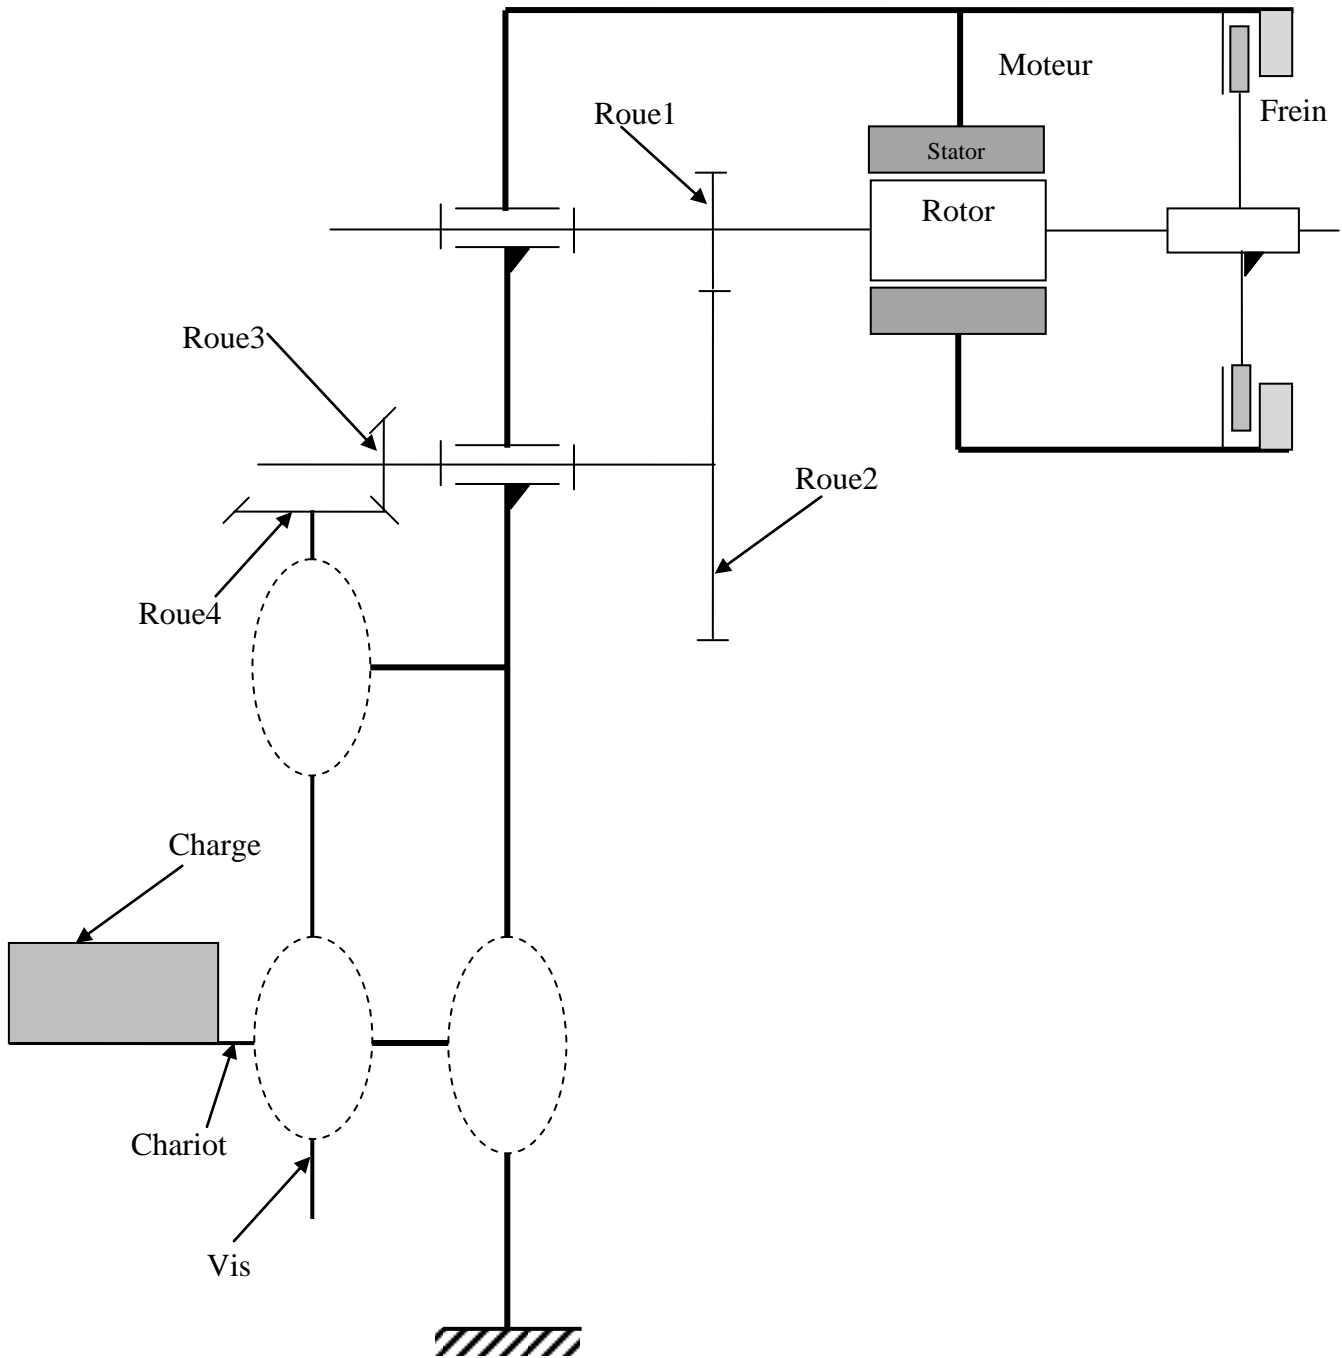 Moteur
Roue1
Frein
Stator
Rotor
Roue3
Roue2
Roue4
Charge
Chariot
Vis